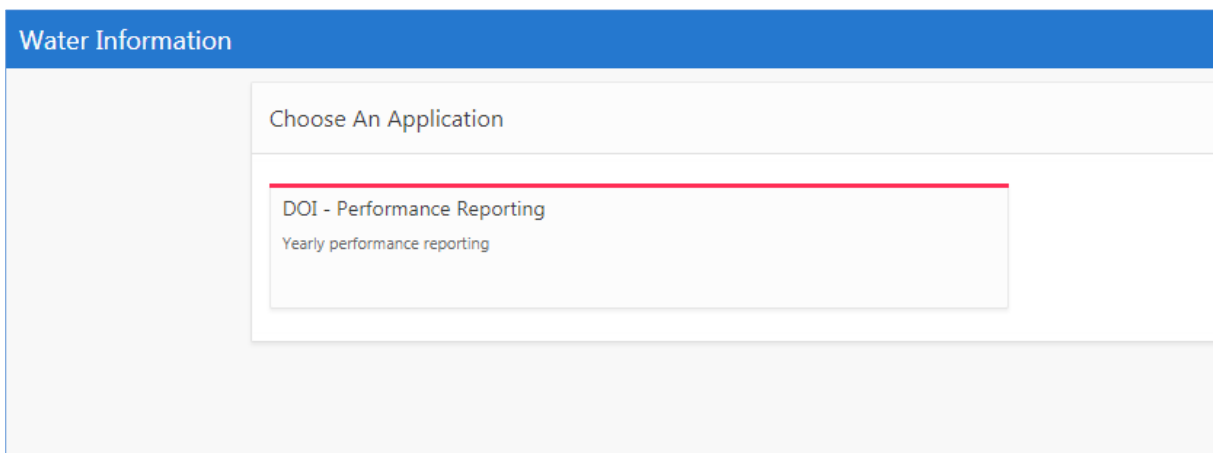 Water Information
Choose An Application
DOI - Performance Reporting
Yearly performance reporting